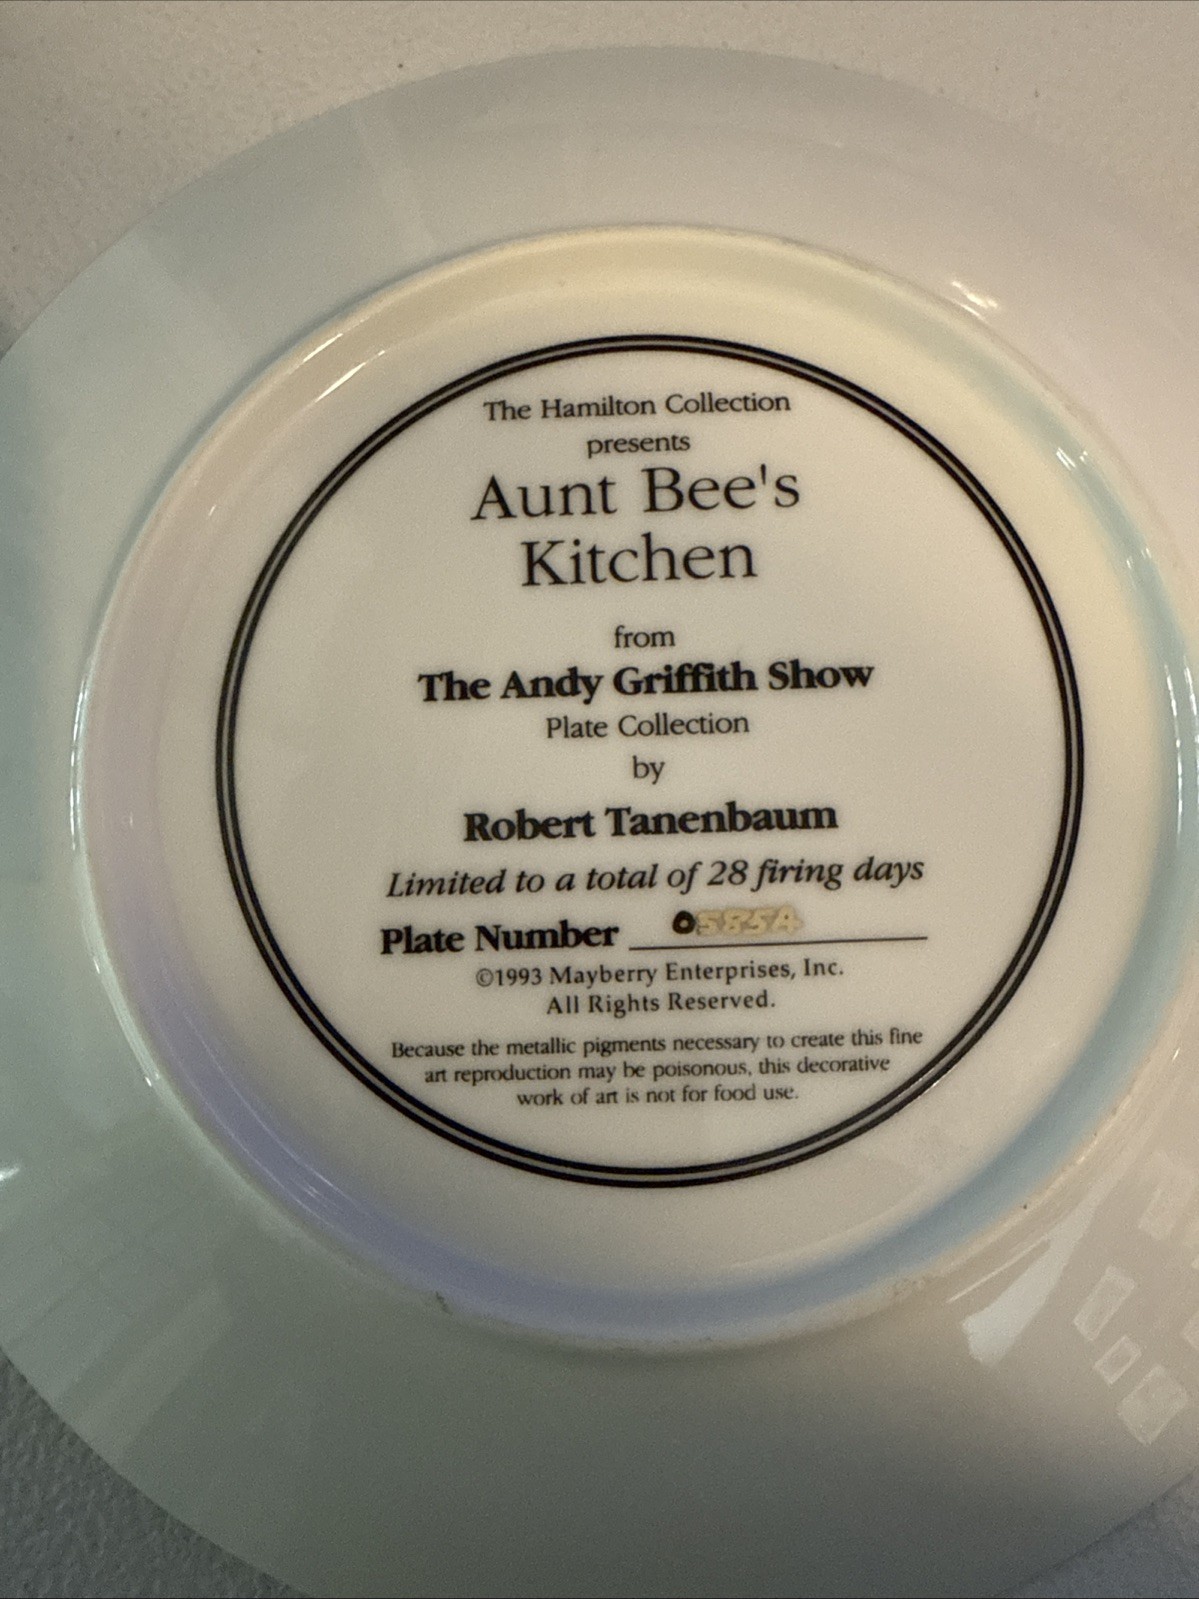 The Hamilton Collection
presents
Aunt Bee's
Kitchen
from
The Andy Griffith Show
Plate Collection
by
Robert Tanenbaum
Limited to a total of 28 firing days
Plate Number 0585A
©1993 Mayberry Enterprises, Inc.
All Rights Reserved.
Because the metallic pigments necessary to create this fine
art reproduction may be poisonous, this decorative
work of art is not for food use.